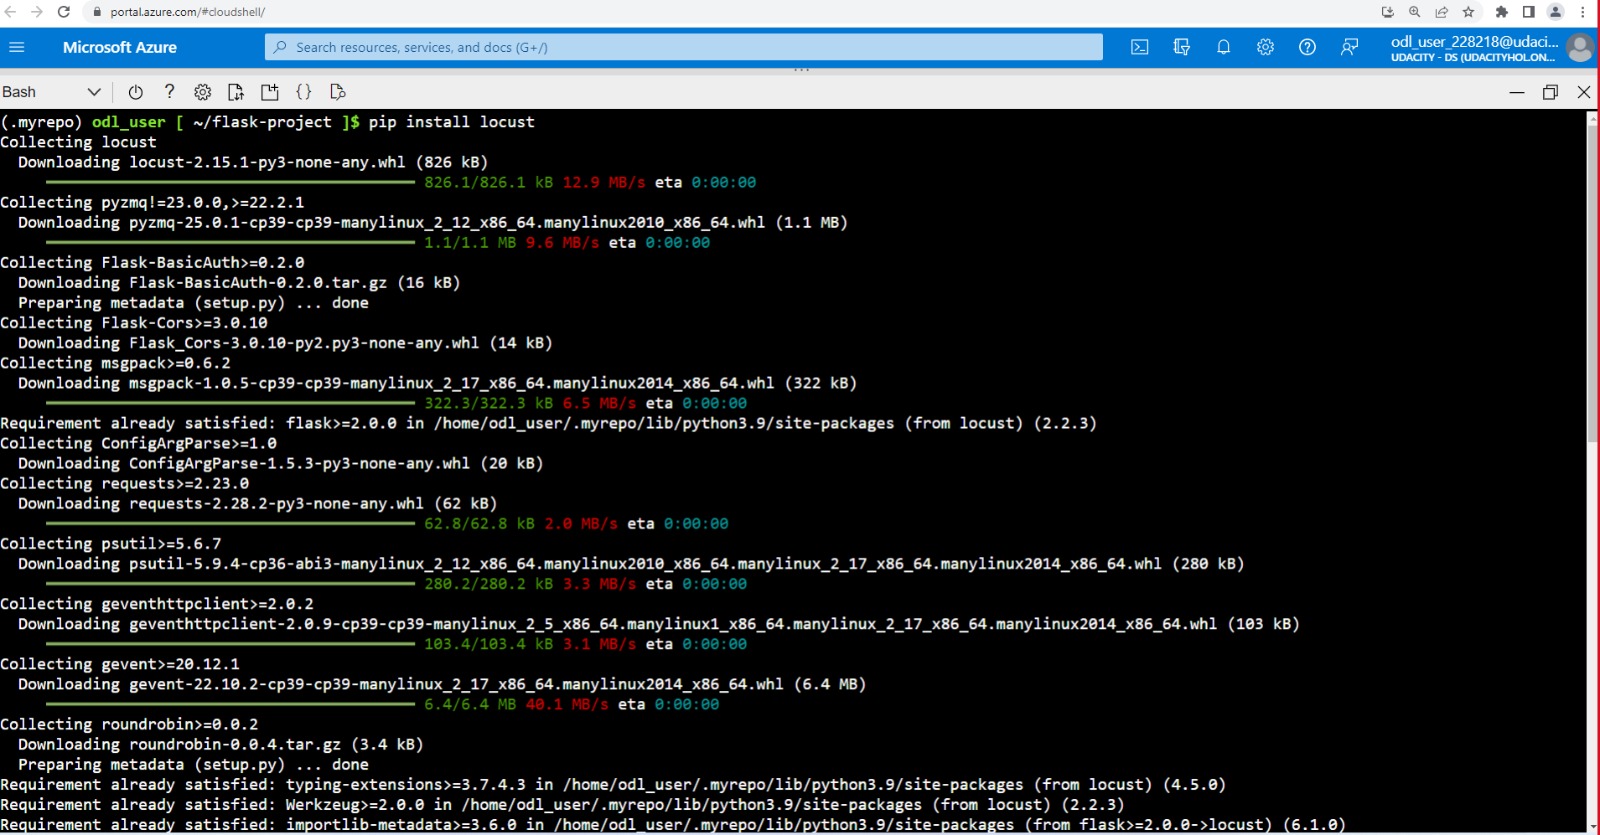 portal.azure.com/#cloudshell/
Microsoft Azure
Search resources, services, and docs (G+/)
odl_user_228218@udaci...
UDACITY - DS (UDACITYHOL.ON...
Bash
(.myrepo) odl_user [ ~/flask-project ]$ pip install locust
Collecting locust
Downloading locust-2.15.1-py3-none-any.whl (826 kB)
826.1/826.1 kB 12.9 MB/s eta 0:00:00
Collecting pyzmq!=23.0.0,>=22.2.1
Downloading pyzmq-25.0.1-cp39-cp39-manylinux_2_12_x86_64.manylinux2010_x86_64.whl (1.1 MB)
1.1/1.1 MB 9.6 MB/s eta 0:00:00
Collecting Flask-BasicAuth>=0.2.0
Downloading Flask-BasicAuth-0.2.0.tar.gz (16 kB)
Preparing metadata (setup.py) ... done
Collecting Flask-Cors>=3.0.10
Downloading Flask_Cors-3.0.10-py2.py3-none-any.whl (14 kB)
Collecting msgpack>=0.6.2
Downloading msgpack-1.0.5-cp39-cp39-manylinux_2_17_x86_64.manylinux2014_x86_64.whl (322 kB)
322.3/322.3 kB 6.5 MB/s eta 0:00:00
Requirement already satisfied: flask>=2.0.0 in /home/odl_user/.myrepo/lib/python3.9/site-packages (from locust) (2.2.3)
Collecting ConfigArgParse>=1.0
Downloading ConfigArgParse-1.5.3-py3-none-any.whl (20 kB)
Collecting requests>=2.23.0
Downloading requests-2.28.2-py3-none-any.whl (62 kB)
62.8/62.8 kB 2.0 MB/s eta 0:00:00
Collecting psutil>=5.6.7
Downloading psutil-5.9.4-cp36-abi3-manylinux_2_12_x86_64.manylinux2010_x86_64.manylinux_2_17_x86_64.manylinux2014_x86_64.whl (280 kB)
280.2/280.2 kB 3.3 MB/s eta 0:00:00
Collecting geventhttpclient>=2.0.2
Downloading geventhttpclient-2.0.9-cp39-cp39-manylinux_2_5_x86_64.manylinux1_x86_64.manylinux_2_17_x86_64.manylinux2014_x86_64.whl (103 kB)
103.4/103.4 kB 3.1 MB/s eta 0:00:00
Collecting gevent>=20.12.1
Downloading gevent-22.10.2-cp39-cp39-manylinux_2_17_x86_64.manylinux2014_x86_64.whl (6.4 MB)
6.4/6.4 MB 40.1 MB/s eta 0:00:00
Collecting roundrobin>=0.0.2
Downloading roundrobin-0.0.4.tar.gz (3.4 kB)
Preparing metadata (setup.py) ... done
Requirement already satisfied: typing-extensions>=3.7.4.3 in /home/odl_user/.myrepo/lib/python3.9/site-packages (from locust) (4.5.0)
Requirement already satisfied: Werkzeug>=2.0.0 in /home/odl_user/.myrepo/lib/python3.9/site-packages (from locust) (2.2.3)
Requirement already satisfied: importlib-metadata>=3.6.0 in /home/odl_user/.myrepo/lib/python3.9/site-packages (from flask>=2.0.0->locust) (6.1.0)